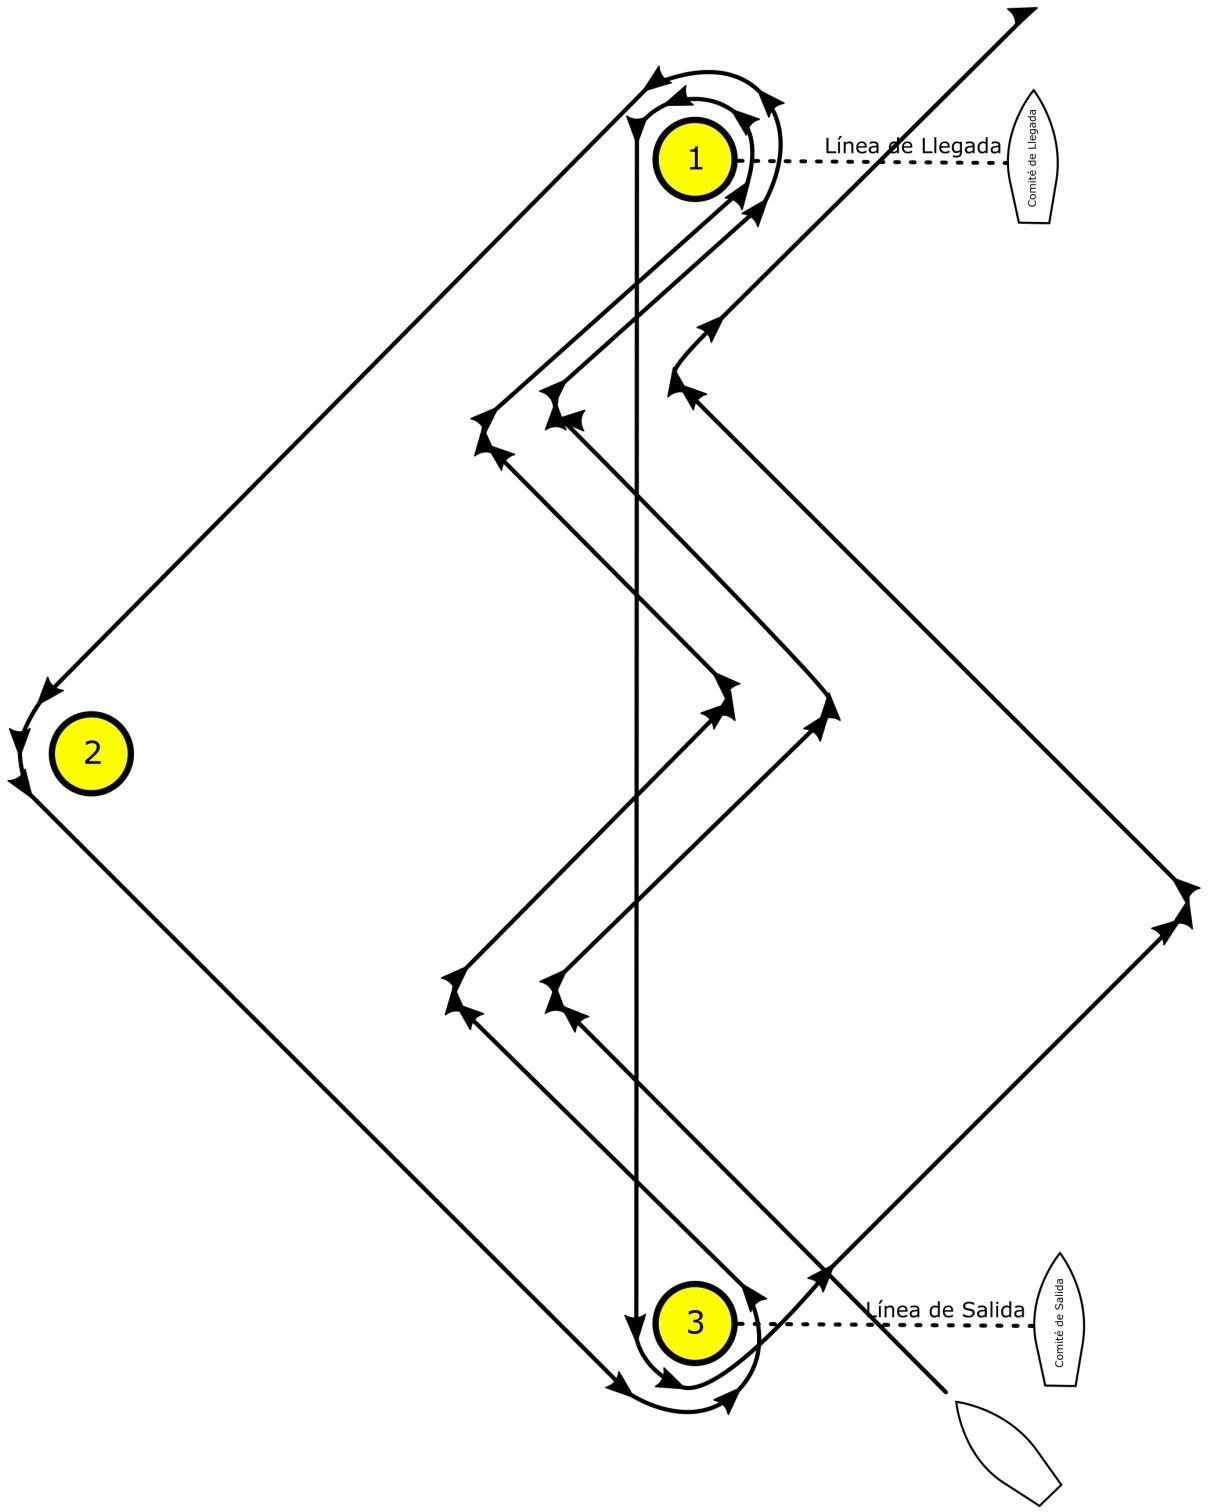 1
Línea de Llegada
Comité de Llegada
2
3
Línea de Salida
Comité de Salida